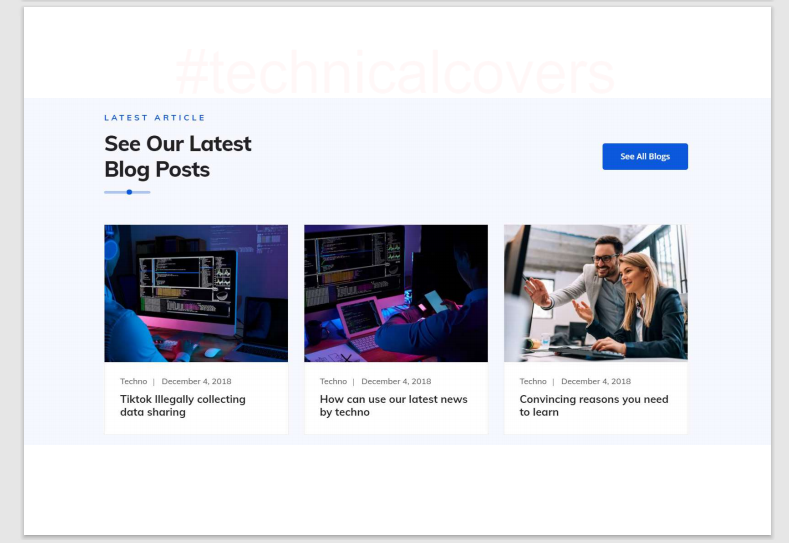 #technicalcovers
LATEST ARTICLE
See Our Latest
Blog Posts
See All Blogs
Techno | December 4, 2018
Tiktok Illegally collecting
data sharing
Techno | December 4, 2018
How can use our latest news
by techno
Techno | December 4, 2018
Convincing reasons you need
to learn